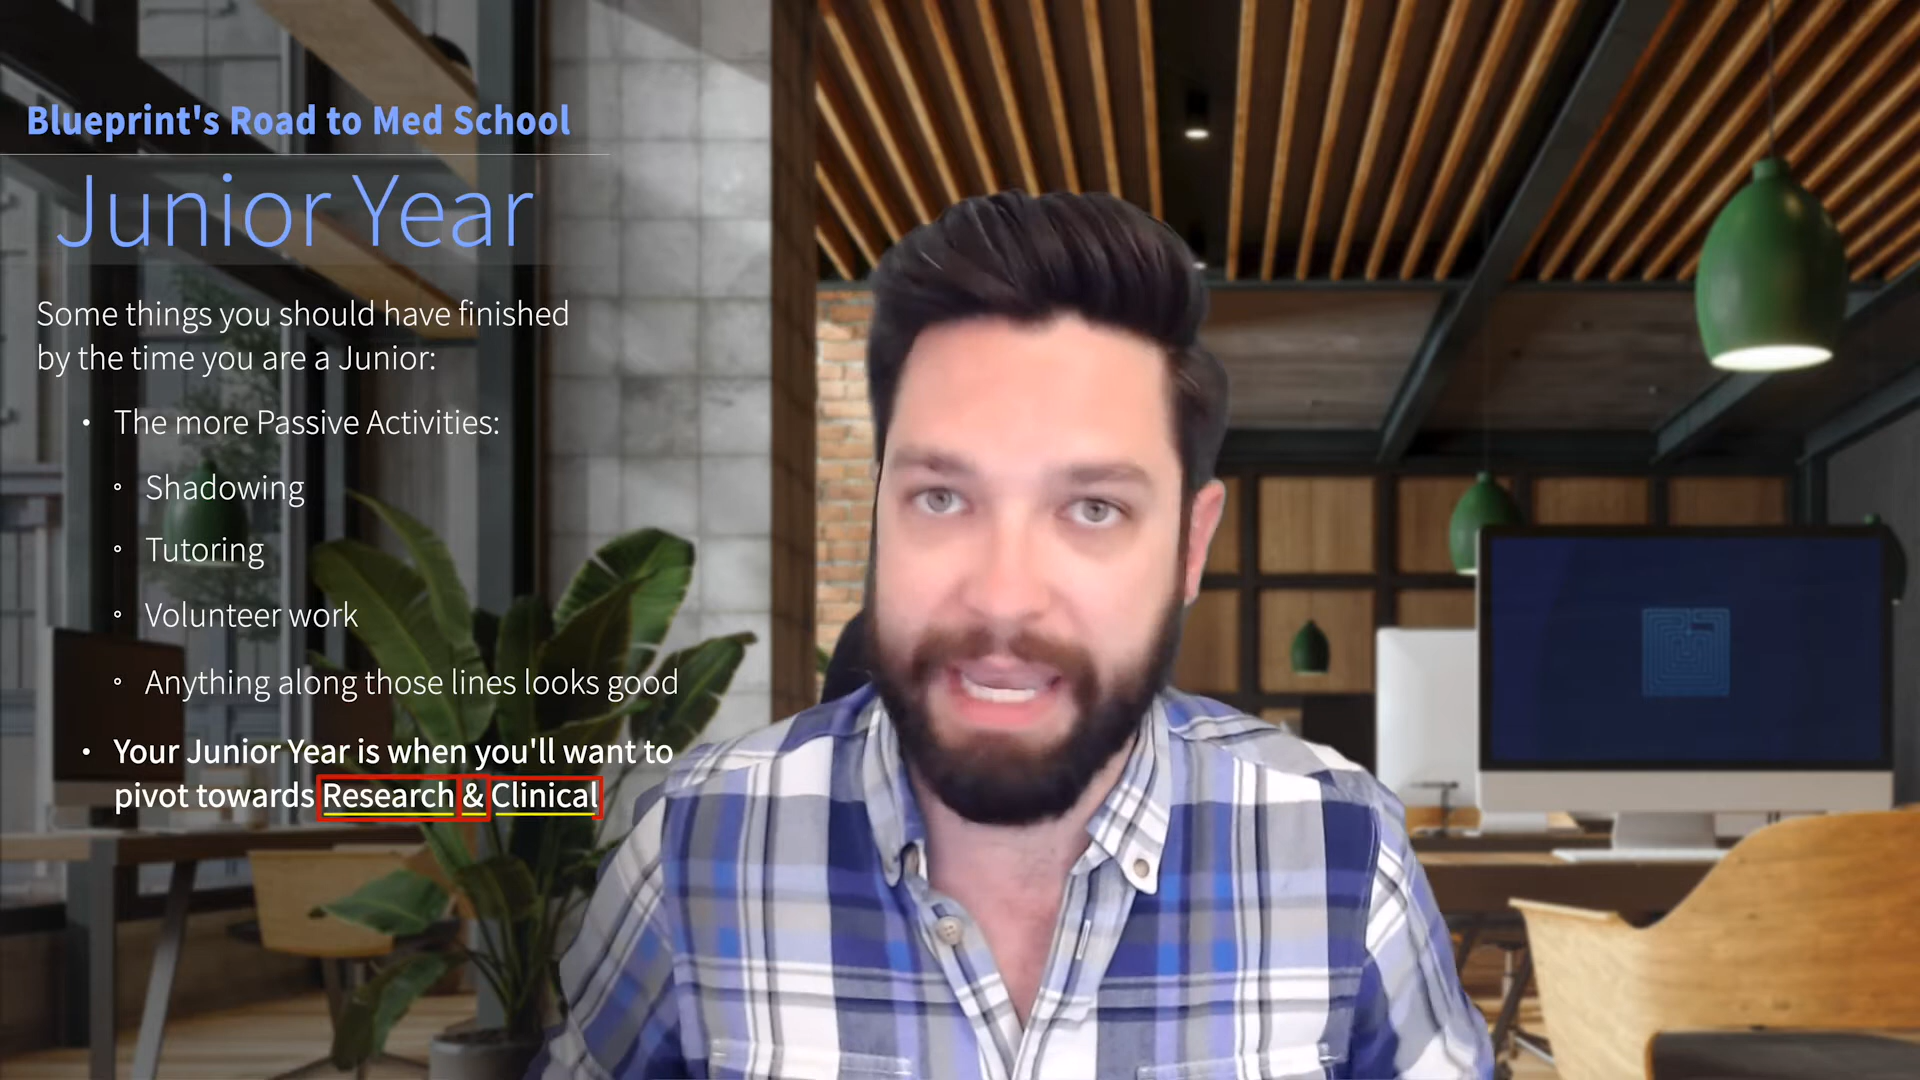 Blueprint's Road to Med School
Junior Year
Some things you should have finished
by the time you are a Junior:
• The more Passive Activities:
◦ Shadowing
◦ Tutoring
◦ Volunteer work
◦ Anything along those lines looks good
• Your Junior Year is when you'll want to
pivot towards Research & Clinical